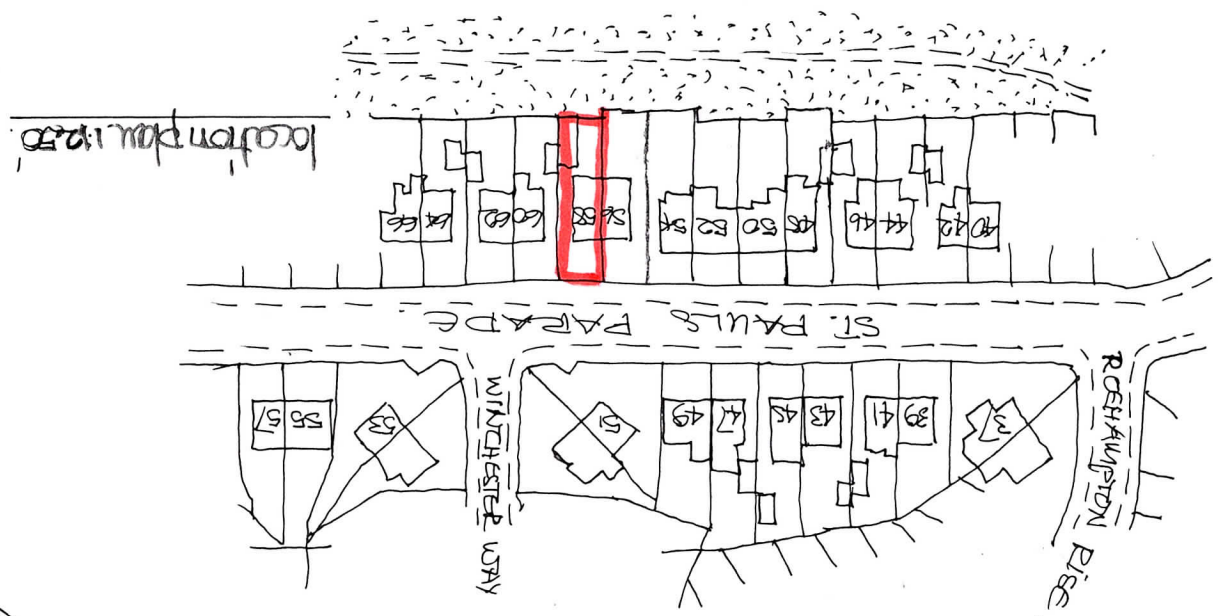 location plan. 1:1250.
66 64 62 60 58 56 54 52 50 48 46 44 42 40
ST. PAULS PARADE.
57 55 53 51 49 47 45 43 41 39 37
WINCHESTER WAY
ROEHAMPTON RISE